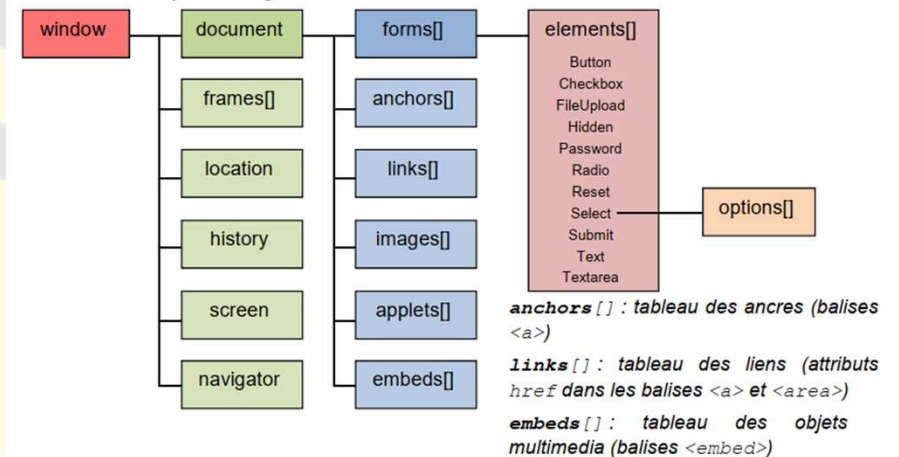 window
document
forms[]
elements[]
Button
Checkbox
FileUpload
Hidden
Password
Radio
Reset
Select
Submit
Text
Textarea
options[]
frames[]
anchors[]
location
links[]
history
images[]
screen
applets[]
navigator
embeds[]
anchors[] : tableau des ancres (balises
<a>)
links[] : tableau des liens (attributs
href dans les balises <a> et <area>)
embeds[] : tableau des objets
multimedia (balises <embed>)